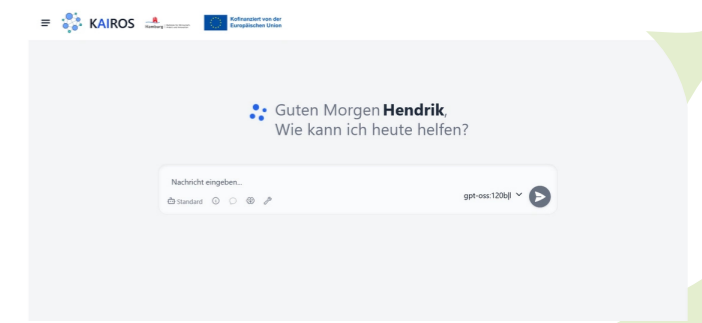 KAIROS
Hamburg
Kofinanziert von der
Europäischen Union
Guten Morgen Hendrik,
Wie kann ich heute helfen?
Nachricht eingeben...
Standard
gpt-oss:120b